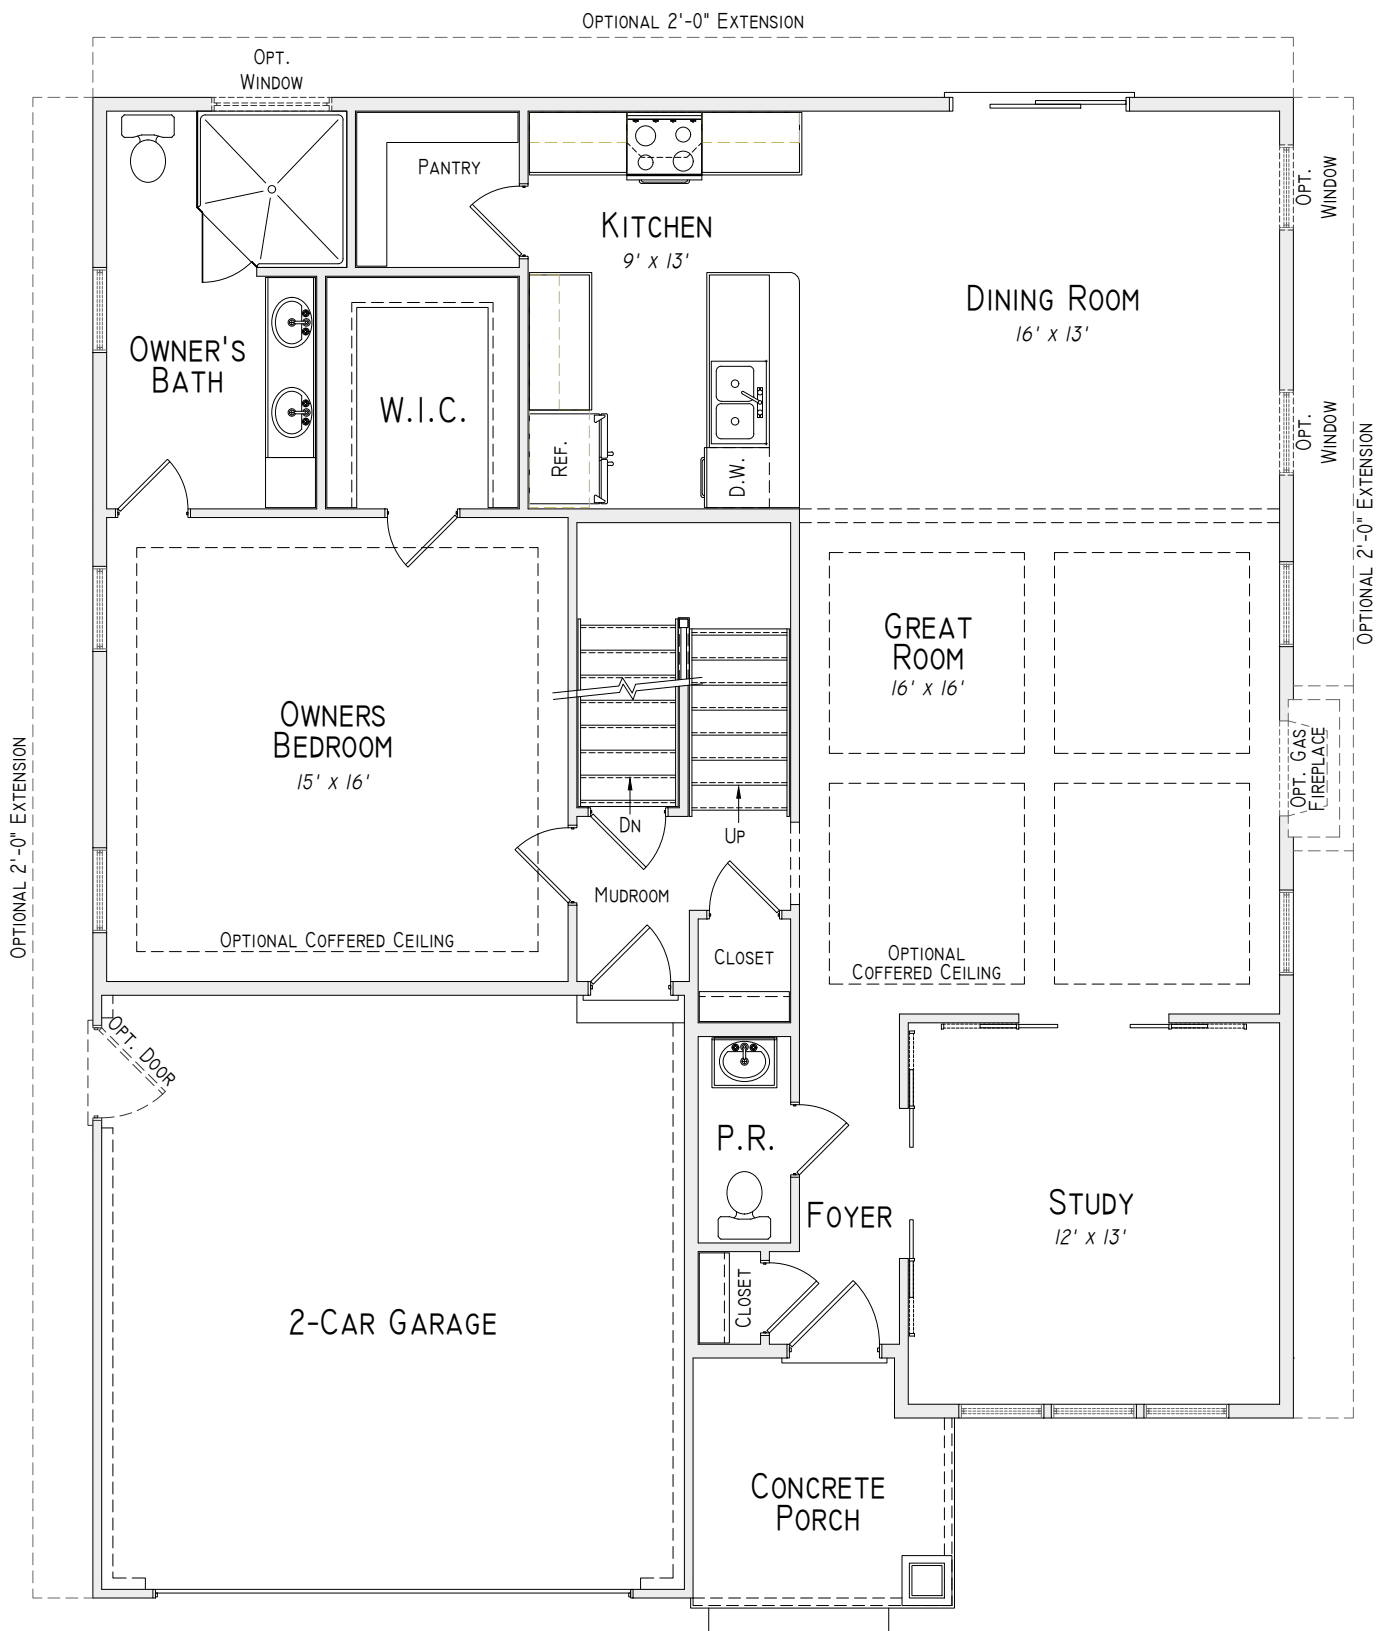 OPTIONAL 2'-0" EXTENSION
OPT.
WINDOW
PANTRY
KITCHEN
9' X 13'
OPT.
WINDOW
DINING ROOM
16' X 13'
OWNER'S
BATH
W.I.C.
REF.
D.W.
OPT.
WINDOW
OPTIONAL 2'-0" EXTENSION
GREAT
ROOM
16' X 16'
OWNERS
BEDROOM
15' X 16'
OPT. GAS
FIREPLACE
DN
UP
OPTIONAL 2'-0" EXTENSION
MUDROOM
OPTIONAL COFFERED CEILING
CLOSET
OPTIONAL
COFFERED CEILING
OPT. DOOR
P.R.
FOYER
STUDY
12' X 13'
CLOSET
2-CAR GARAGE
CONCRETE
PORCH